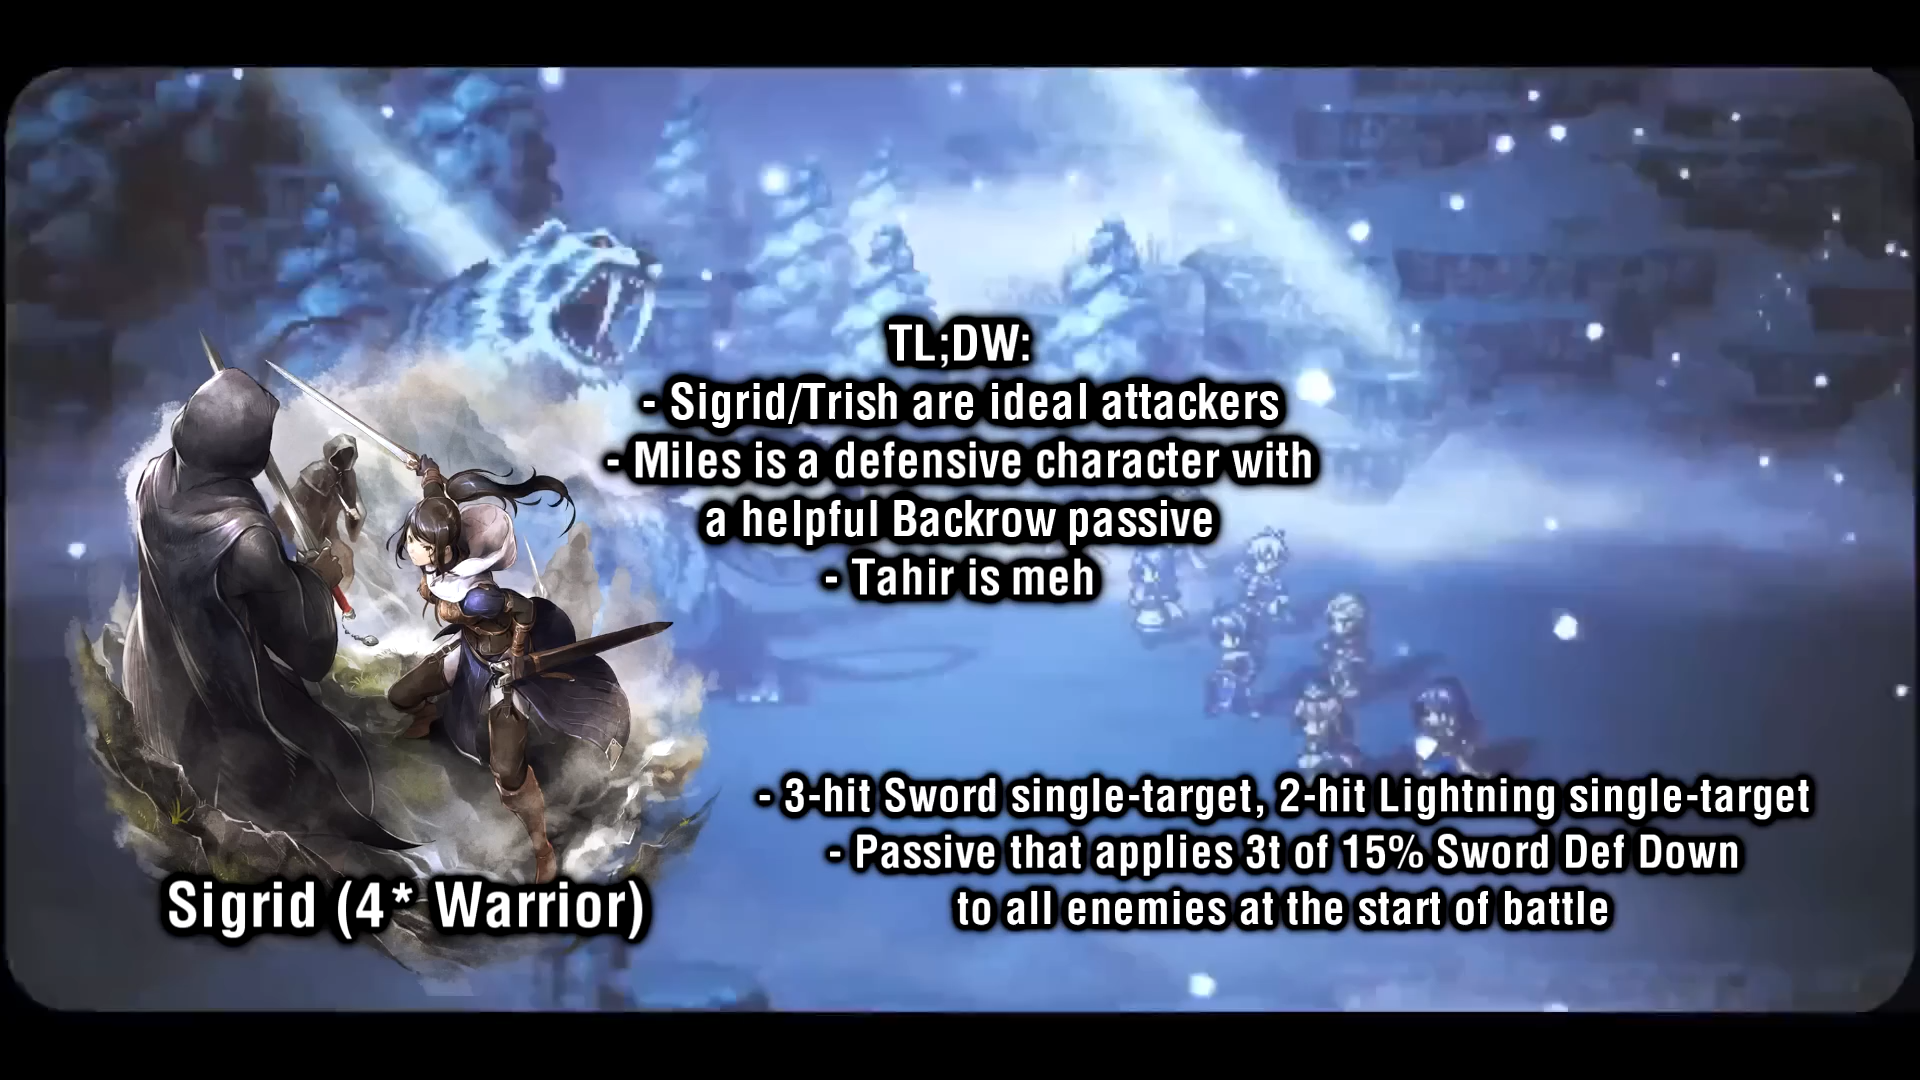 TL;DW:
- Sigrid/Trish are ideal attackers
- Miles is a defensive character with
a helpful Backrow passive
- Tahir is meh
- 3-hit Sword single-target, 2-hit Lightning single-target
- Passive that applies 3t of 15% Sword Def Down
to all enemies at the start of battle
Sigrid (4* Warrior)